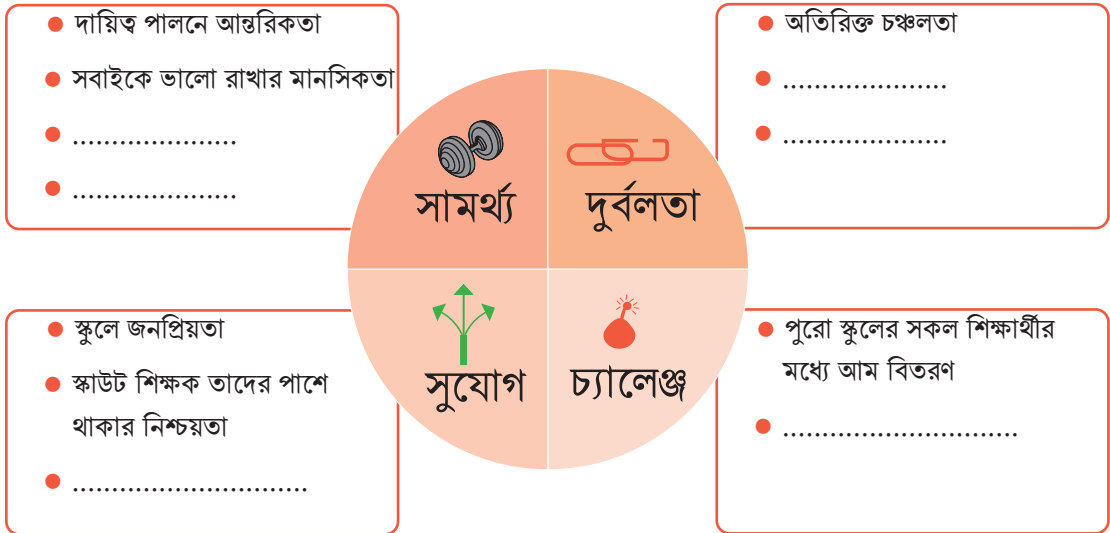 দায়িত্ব পালনে আন্তরিকতা
সবাইকে ভালো রাখার মানসিকতা
.....................
.....................
অতিরিক্ত চঞ্চলতা
.....................
.....................
সামর্থ্য
দুর্বলতা
সুযোগ
চ্যালেঞ্জ
স্কুলে জনপ্রিয়তা
স্কাউট শিক্ষক তাদের পাশে
থাকার নিশ্চয়তা
..............................
পুরো স্কুলের সকল শিক্ষার্থীর
মধ্যে আম বিতরণ
..............................